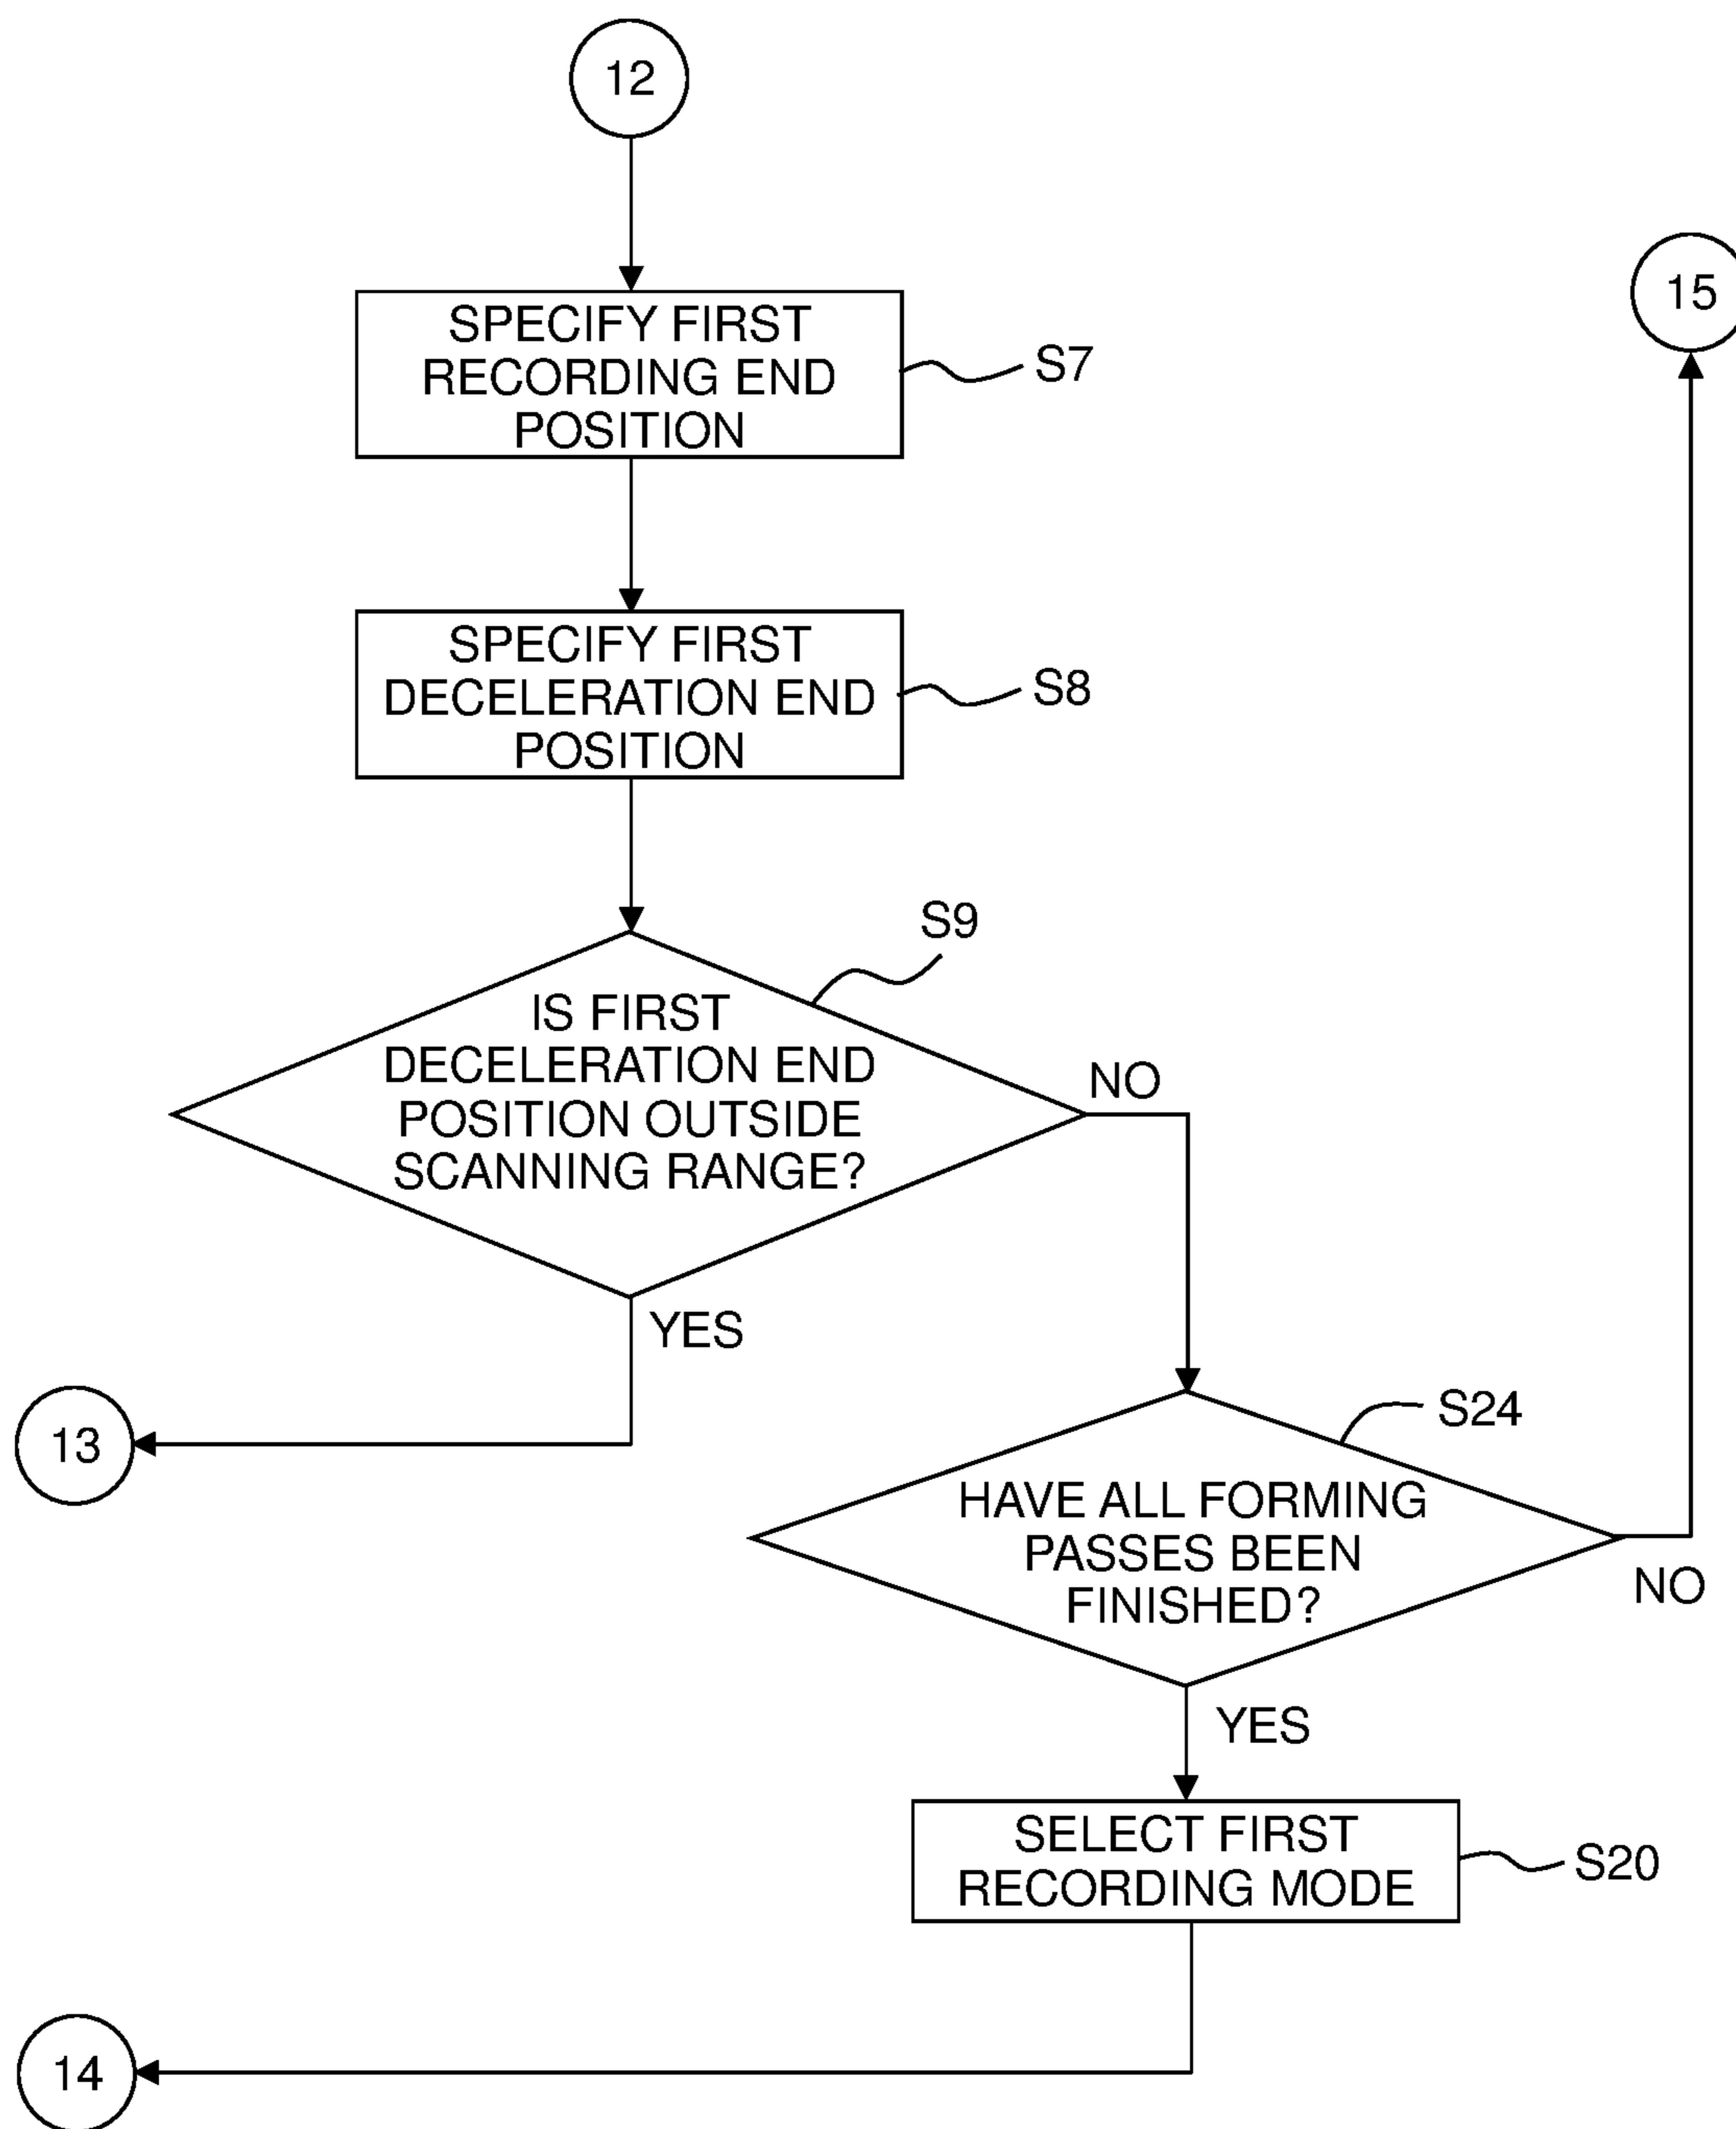 12
15
SPECIFY FIRST
RECORDING END
POSITION
S7
SPECIFY FIRST
DECELERATION END
POSITION
S8
S9
IS FIRST
DECELERATION END
POSITION OUTSIDE
SCANNING RANGE?
NO
YES
13
S24
HAVE ALL FORMING
PASSES BEEN
FINISHED?
NO
YES
SELECT FIRST
RECORDING MODE
S20
14